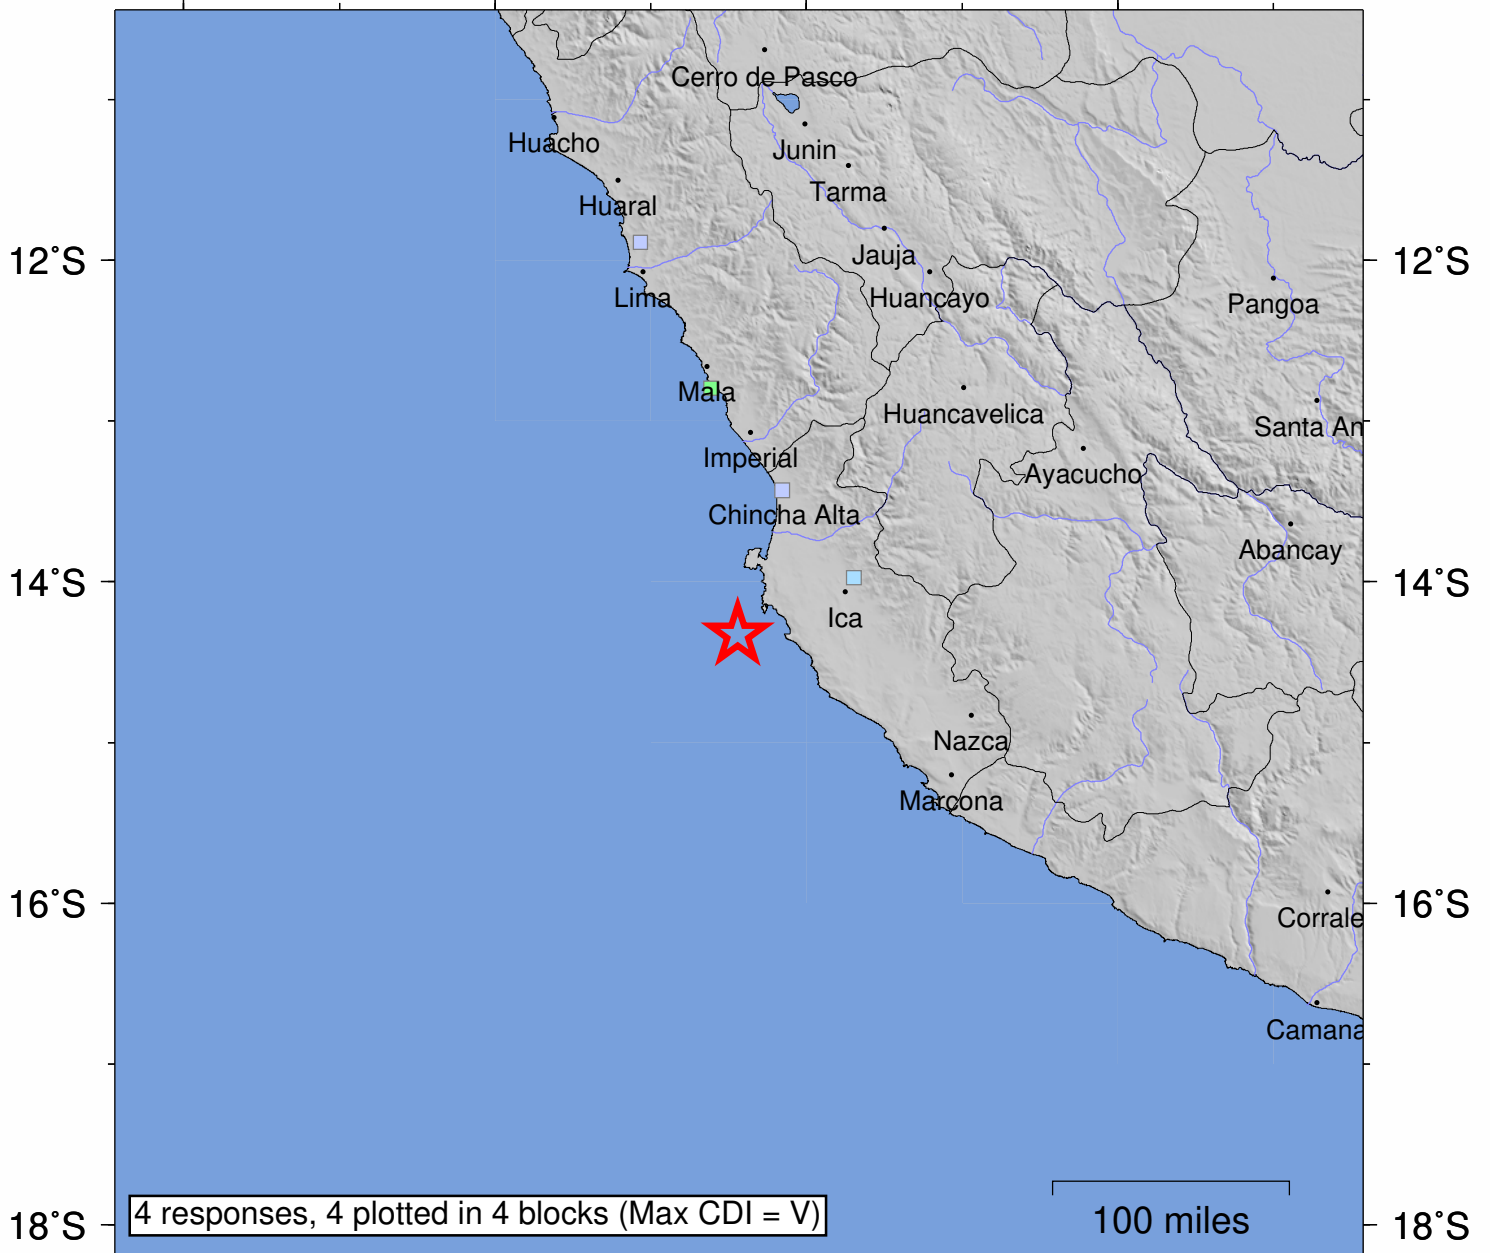 Cerro de Pasco
Huacho
Junin
Tarma
Huaral
12°S
Jauja
12°S
Lima
Huancayo
Pangoa
Mala
Huancavelica
Santa An
Imperial
Ayacucho
Chincha Alta
Abancay
14°S
14°S
Ica
Nazca
Marcona
16°S
16°S
Corrale
Camana
4 responses, 4 plotted in 4 blocks (Max CDI = V)
100 miles
18°S
18°S